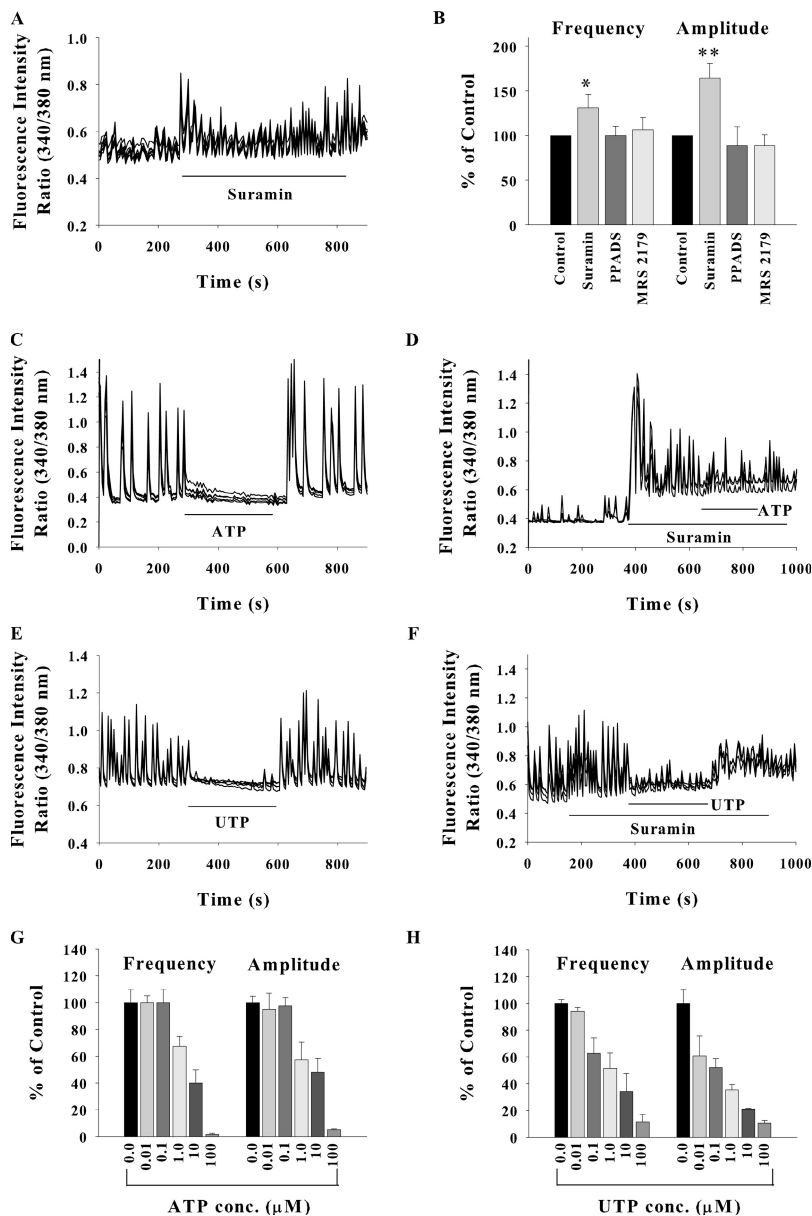 A
Fluorescence Intensity
Ratio (340/380 nm)
1.0
0.8
0.6
0.4
0.2
0
200
400
600
800
Suramin
Time (s)
B
Frequency
Amplitude
% of Control
200
150
100
50
0
*
**
Control
Suramin
PPADS
MRS 2179
Control
Suramin
PPADS
MRS 2179
C
Fluorescence Intensity
Ratio (340/380 nm)
1.4
1.2
1.0
0.8
0.6
0.4
0.2
0.0
0
200
400
600
800
ATP
Time (s)
D
Fluorescence Intensity
Ratio (340/380 nm)
1.4
1.2
1.0
0.8
0.6
0.4
0.2
0
200
400
600
800
1000
ATP
Suramin
Time (s)
E
Fluorescence Intensity
Ratio (340/380 nm)
1.4
1.2
1.0
0.8
0.6
0.4
0
200
400
600
800
UTP
Time (s)
F
Fluorescence Intensity
Ratio (340/380 nm)
1.4
1.2
1.0
0.8
0.6
0.4
0.2
0
200
400
600
800
1000
UTP
Suramin
Time (s)
G
Frequency
Amplitude
% of Control
140
120
100
80
60
40
20
0
0.0
0.01
0.1
1.0
10
100
0.0
0.01
0.1
1.0
10
100
ATP conc. (μM)
H
Frequency
Amplitude
% of Control
140
120
100
80
60
40
20
0
0.0
0.01
0.1
1.0
10
100
0.0
0.01
0.1
1.0
10
100
UTP conc. (μM)